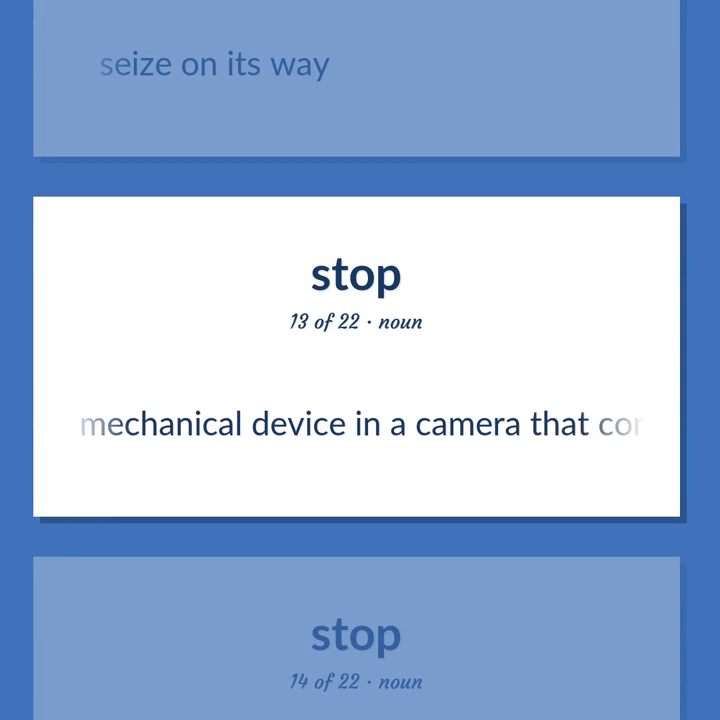 seize on its way
stop
13 of 22 · noun
mechanical device in a camera that
stop
14 of 22 · noun